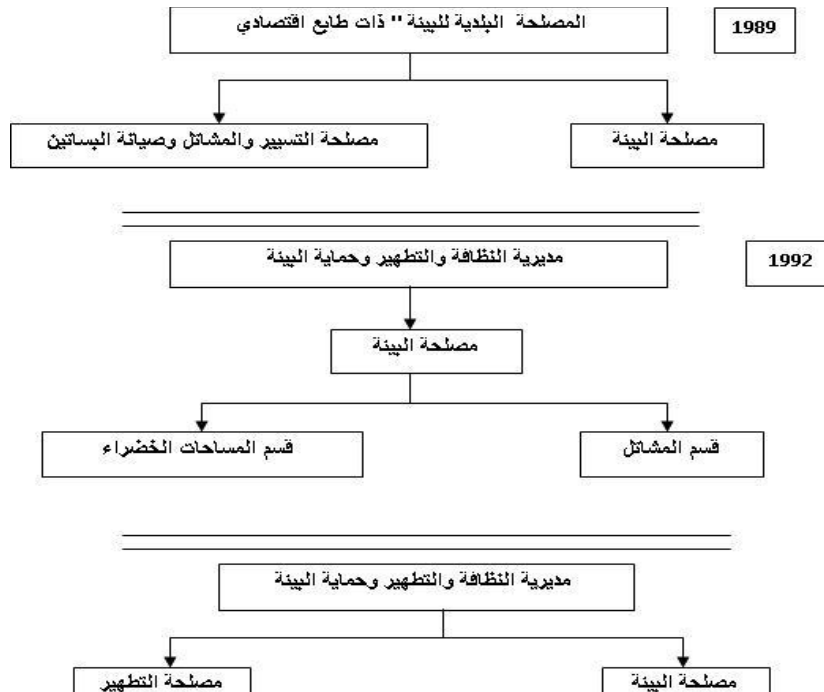 1989
المصلحة البلدية للبيئة " ذات طابع اقتصادي
مصلحة البيئة
مصلحة التسيير والمشاتل وصيانة البساتين
1992
مديرية النظافة والتطهير وحماية البيئة
مصلحة البيئة
قسم المشاتل
قسم المساحات الخضراء
مديرية النظافة والتطهير وحماية البيئة
مصلحة البيئة
مصلحة التطهير